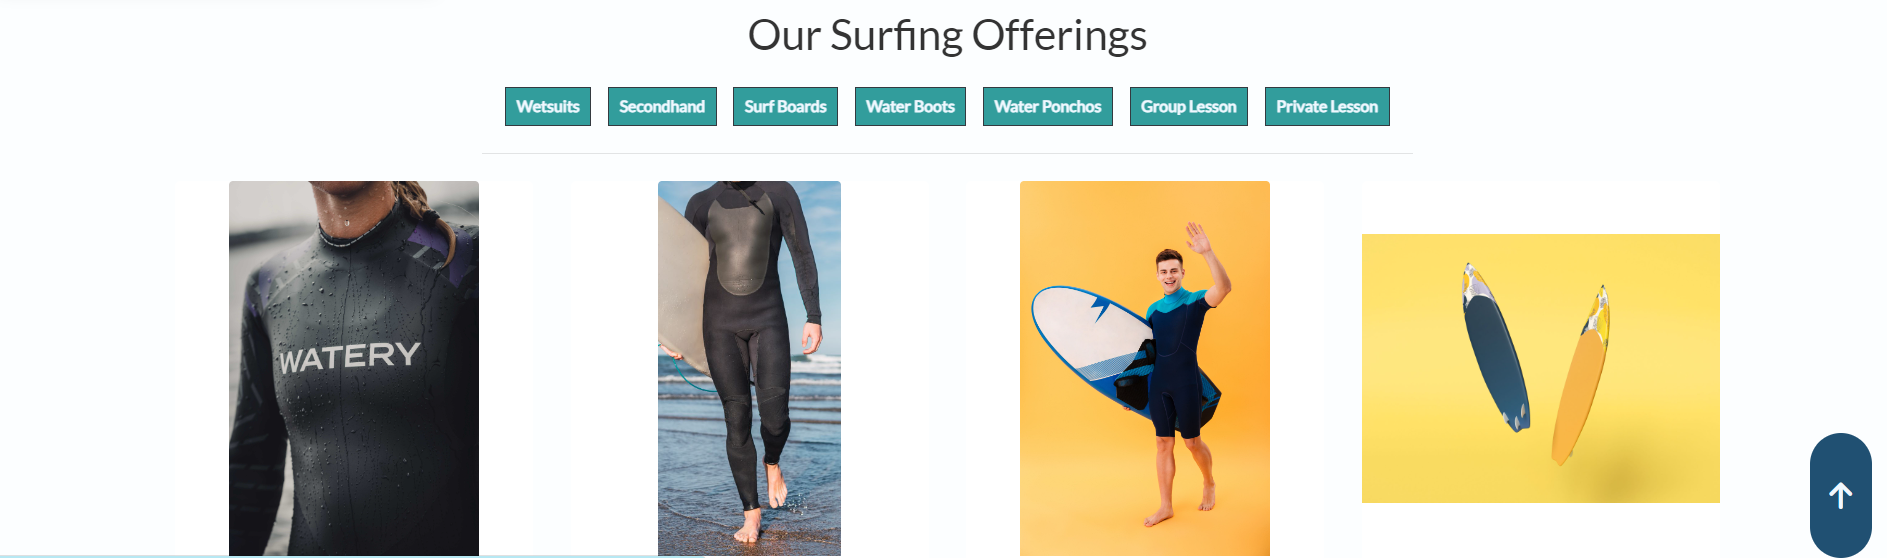 Our Surfing Offerings
Wetsuits Secondhand Surf Boards Water Boots Water Ponchos Group Lesson Private Lesson
WATERY